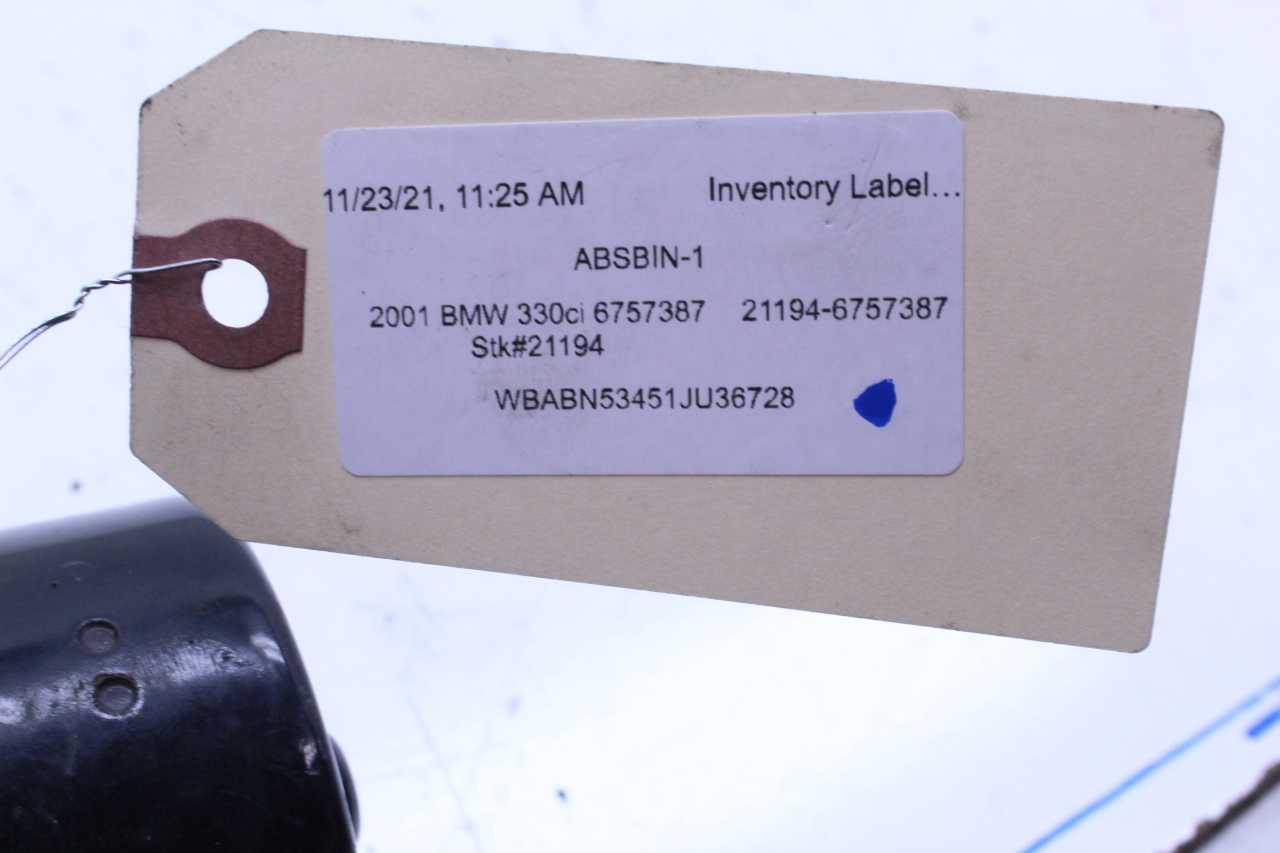 11/23/21, 11:25 AM Inventory Label...
ABSBIN-1
2001 BMW 330ci 6757387 21194-6757387
Stk#21194
WBABN53451JU36728